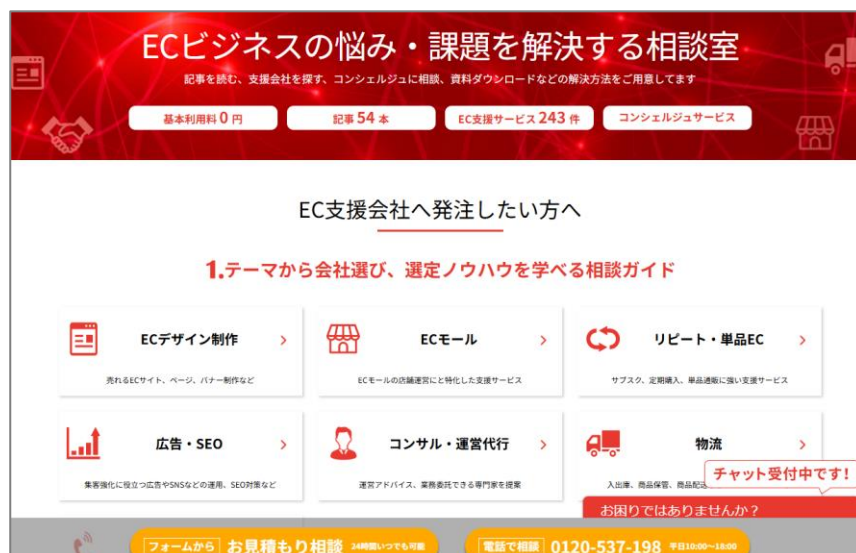 ECビジネスの悩み・課題を解決する相談室
記事を読む、支援会社を探す、コンシェルジュに相談、資料ダウンロードなどの解決方法をご用意してます
基本利用料0円
記事54本
EC支援サービス243件
コンシェルジュサービス
EC支援会社へ発注したい方へ
1.テーマから会社選び、選定ノウハウを学べる相談ガイド
ECデザイン制作
売れるECサイト、ページ、バナー制作など
ECモール
ECモールの店舗運営にと特化した支援サービス
リピート・単品EC
サブスク、定期購入、単品通販に強い支援サービス
広告・SEO
集客強化に役立つ広告やSNSなどの運用、SEO対策など
コンサル・運営代行
運営アドバイス、業務委託できる専門家を提案
物流
入出庫、商品保管、商品配送
チャット受付中です!
お困りではありませんか?
フォームから お見積もり相談 24時間いつでも可能
電話で相談 0120-537-198 平日10:00~18:00